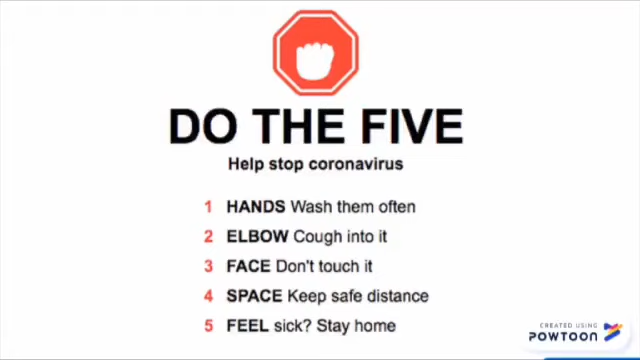 DO THE FIVE
Help stop coronavirus
1 HANDS Wash them often
2 ELBOW Cough into it
3 FACE Don't touch it
4 SPACE Keep safe distance
5 FEEL sick? Stay home
CREATED USING
POWTOON